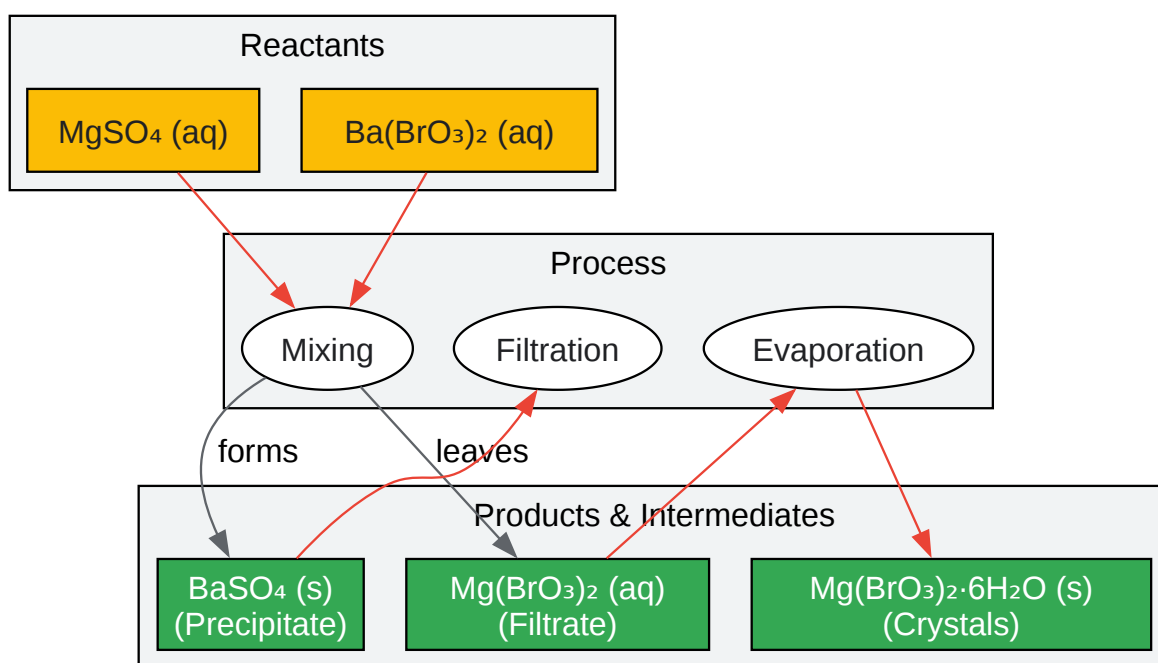 Reactants
MgSO₄ (aq)
Ba(BrO₃)₂ (aq)
Process
Mixing
Filtration
Evaporation
forms
leaves
Products & Intermediates
BaSO₄ (s)
(Precipitate)
Mg(BrO₃)₂ (aq)
(Filtrate)
Mg(BrO₃)₂·6H₂O (s)
(Crystals)